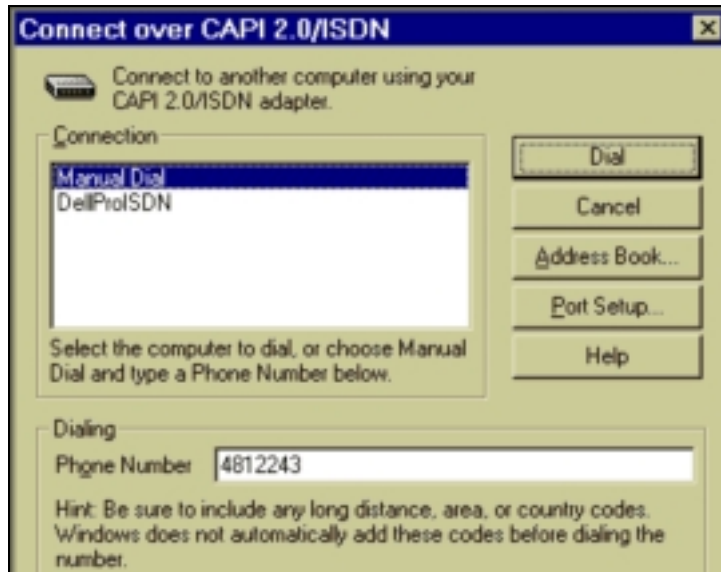 Connect over CAPI 2.0/ISDN
Connect to another computer using your
CAPI 2.0/ISDN adapter.
Connection
Manual Dial
DellProISDN
Select the computer to dial, or choose Manual
Dial and type a Phone Number below.
Dial
Cancel
Address Book...
Port Setup...
Help
Dialing
Phone Number 4812243
Hint: Be sure to include any long distance, area, or country codes.
Windows does not automatically add these codes before dialing the
number.